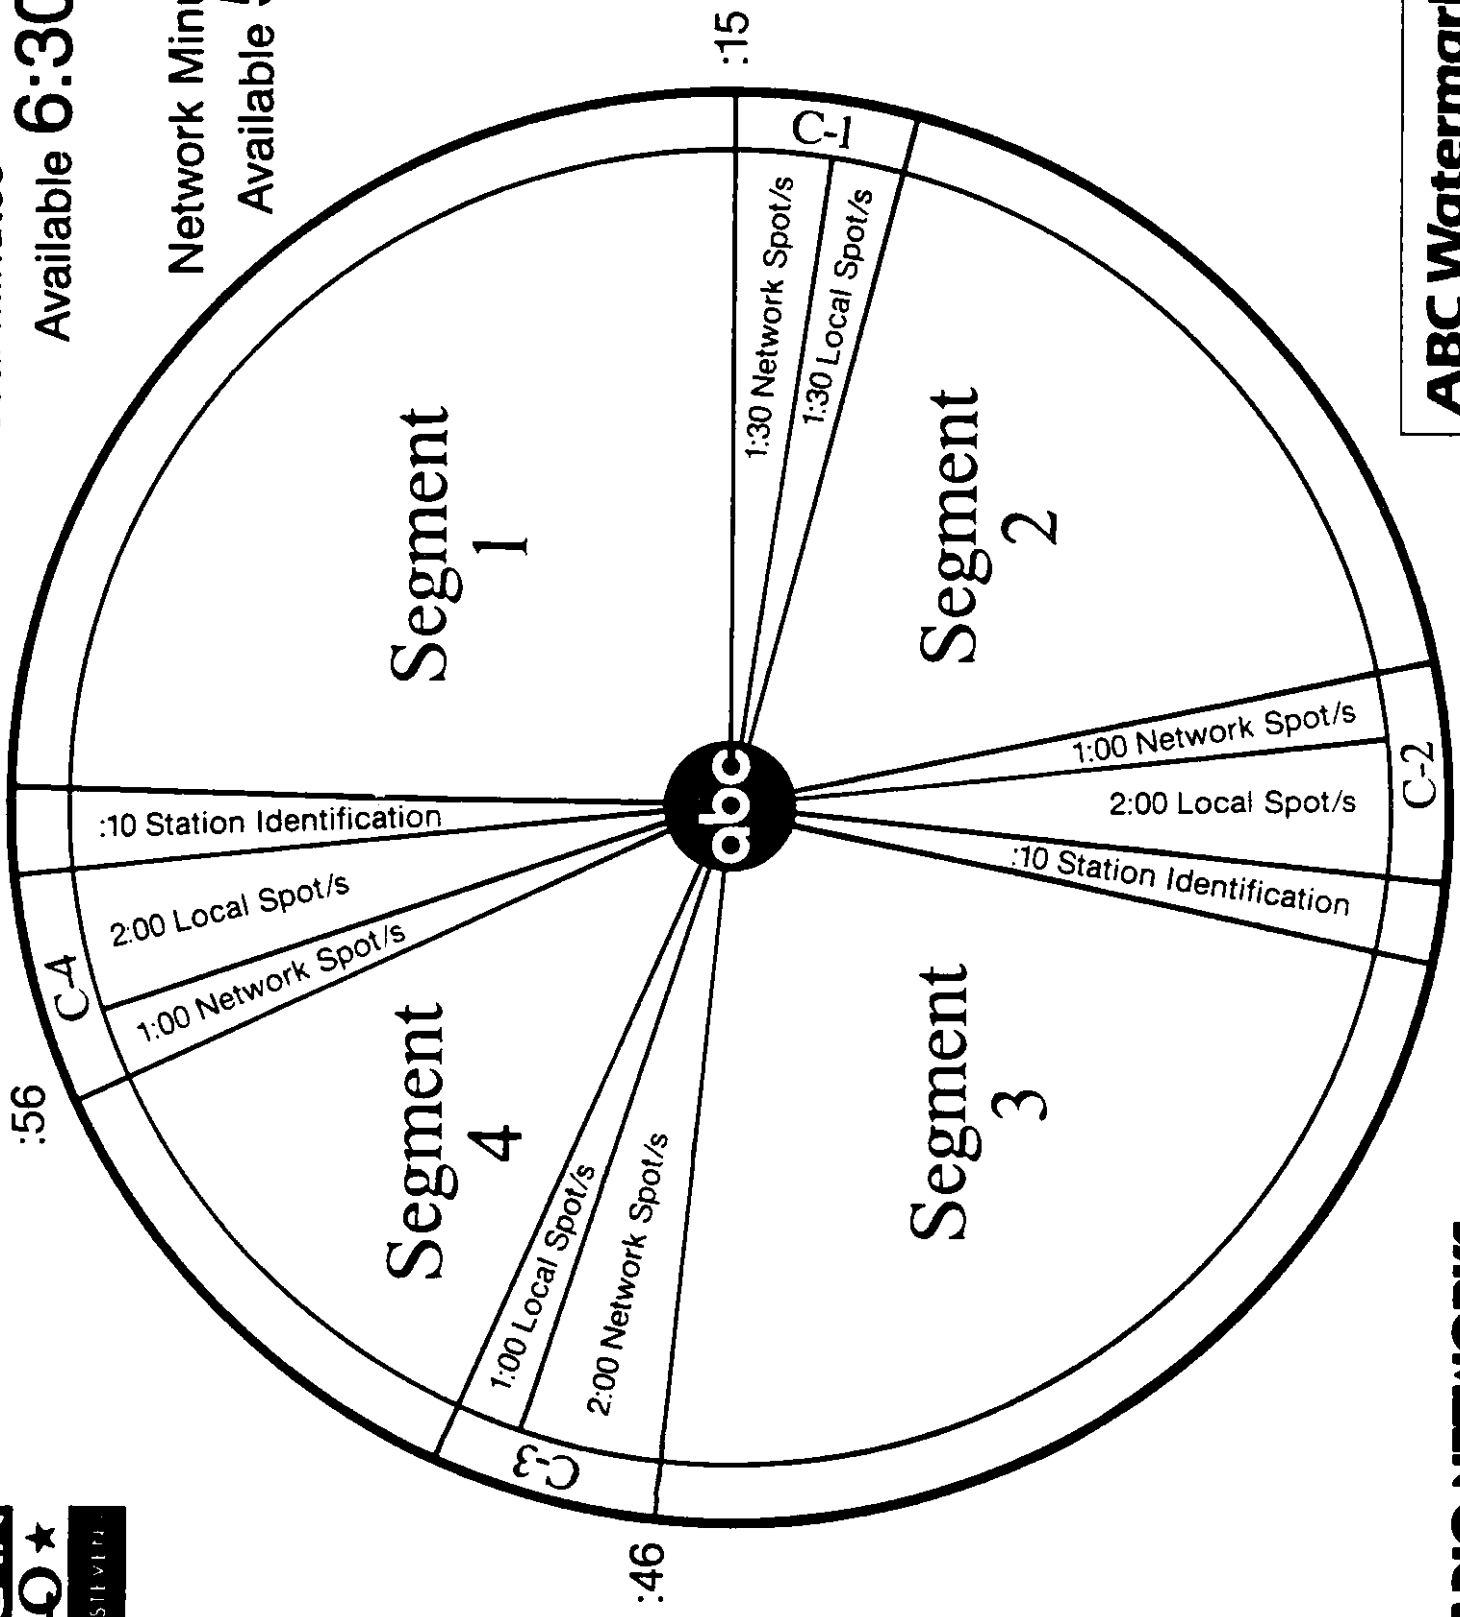 Available 6:30
Network
Available
:15
C-1
1:30 Network Spot/s
1:30 Local Spot/s
Segment
1
Segment
2
1:00 Network Spot/s
2:00 Local Spot/s
:10 Station Identification
C-2
Segment
3
:46
C-3
2:00 Network Spot/s
1:00 Local Spot/s
Segment
4
:56
C-4
1:00 Network Spot/s
2:00 Local Spot/s
:10 Station Identification
abc
ABC
STEVEN